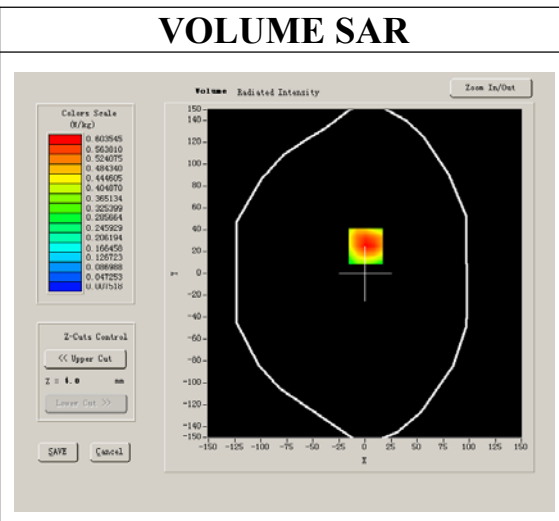 VOLUME SAR
Volume Radiated Intensity
Zoom In/Out
Colors Scale
(W/kg)
0.603545
0.563810
0.524075
0.484340
0.444605
0.404870
0.365134
0.325399
0.285664
0.245929
0.206194
0.166458
0.126723
0.086988
0.047253
0.007518
Z-Cuts Control
<< Upper Cut
Z = 4.0 mm
Lower Cut >>
SAVE
Cancel
150
140
120
100
80
60
40
20
0
-20
-40
-60
-80
-100
-120
-140
-150
Y
-150 -125 -100 -75 -50 -25 0 25 50 75 100 125 150
X